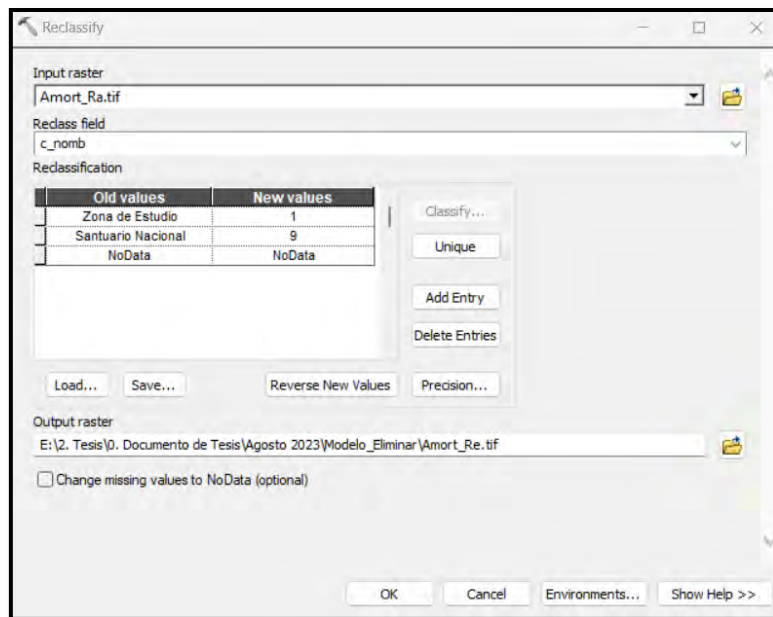 Reclassify
Input raster
Amort_Ra.tif
Reclass field
c_nomb
Reclassification
Old values New values
Zona de Estudio 1
Santuario Nacional 9
NoData NoData
Classify...
Unique
Add Entry
Delete Entries
Load... Save... Reverse New Values Precision...
Output raster
E:\2. Tesis\0. Documento de Tesis\Agosto 2023\Modelo_Eliminar\Amort_Re.tif
Change missing values to NoData (optional)
OK Cancel Environments... Show Help >>